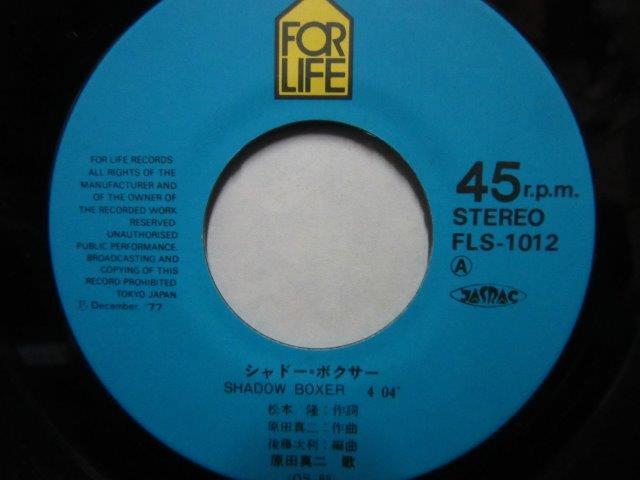 FOR
LIFE
FOR LIFE RECORDS
ALL RIGHTS OF THE
MANUFACTURER AND
OF THE OWNER OF
THE RECORDED WORK
RESERVED
UNAUTHORISED
PUBLIC PERFORMANCE.
BROADCASTING AND
COPYING OF THIS
RECORD PROHIBITED
TOKYO JAPAN
Ⓟ December. '77
45 r.p.m.
STEREO
FLS-1012
Ⓐ
JASRAC
シャドー・ボクサー
SHADOW BOXER 4'04"
松本 隆：作詞
原田真二：作曲
後藤次利：編曲
原田真二 歌